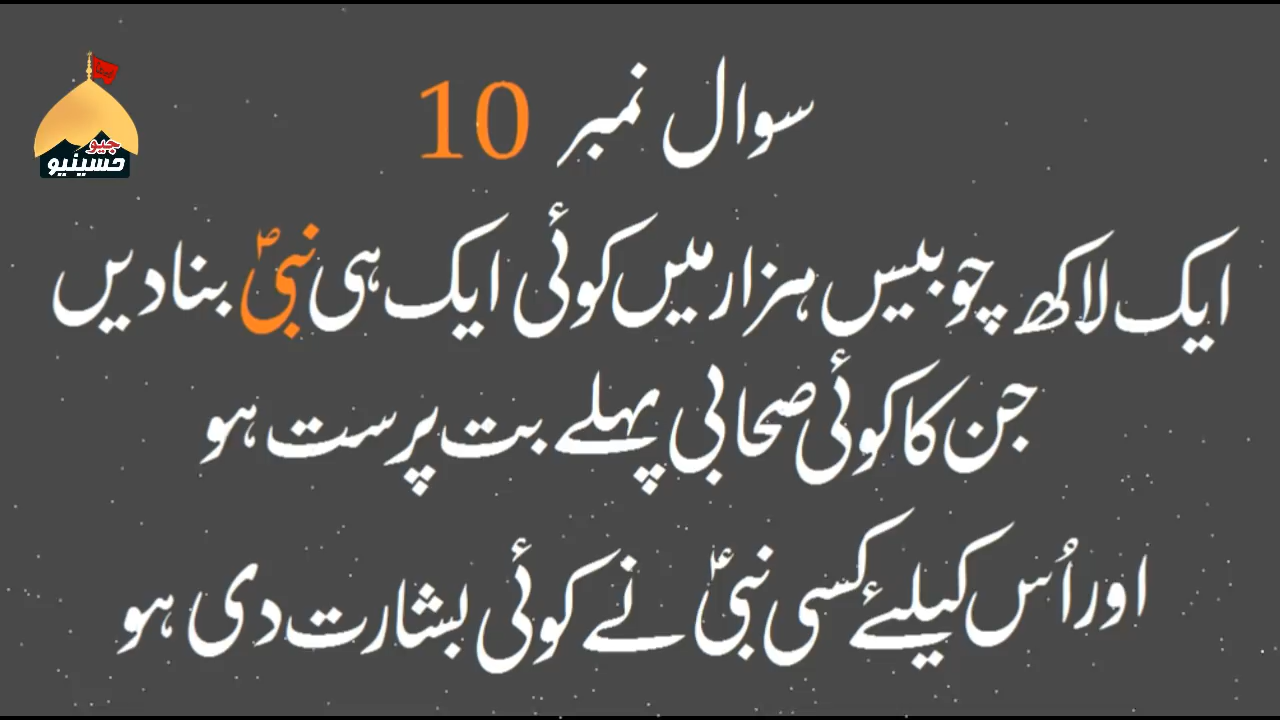 جیو
حسینیو
سوال نمبر 10
ایک لاکھ چوبیس ہزار میں کوئی ایک ہی نبیؐ بنا دیں
جن کا کوئی صحابی پہلے بت پرست ہو
اور اُس کیلئے کسی نبیؑ نے کوئی بشارت دی ہو